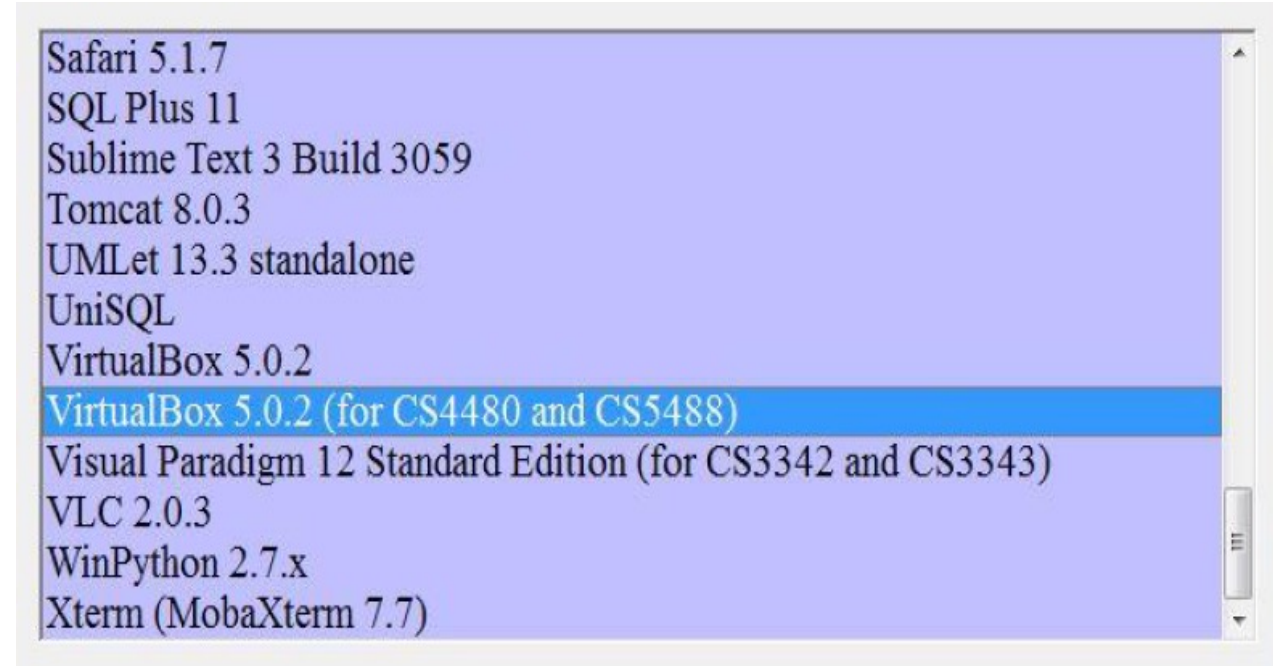 Safari 5.1.7
SQL Plus 11
Sublime Text 3 Build 3059
Tomcat 8.0.3
UMLet 13.3 standalone
UniSQL
VirtualBox 5.0.2
VirtualBox 5.0.2 (for CS4480 and CS5488)
Visual Paradigm 12 Standard Edition (for CS3342 and CS3343)
VLC 2.0.3
WinPython 2.7.x
Xterm (MobaXterm 7.7)